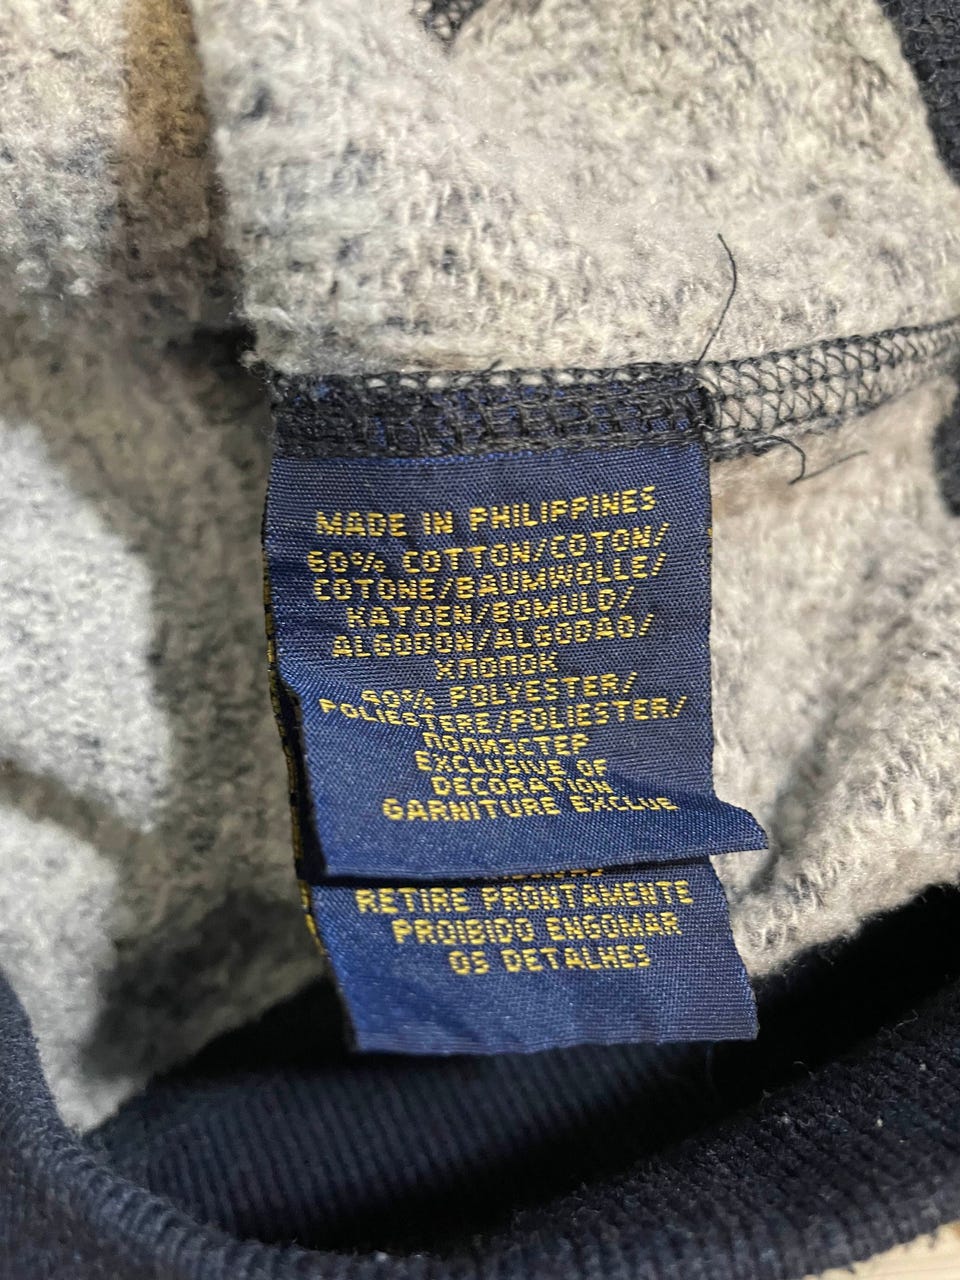 MADE IN PHILIPPINES
60% COTTON/COTON/
COTONE/BAUMWOLLE/
KATOEN/BOMULD/
ALGODON/ALGODAO/
ХЛОПОК
40% POLYESTER/
POLIESTERE/POLIESTER/
ПОЛИЭСТЕР
EXCLUSIVE OF
DECORATION
GARNITURE EXCLUE
RETIRE PRONTAMENTE
PROIBIDO ENGOMAR
OS DETALHES